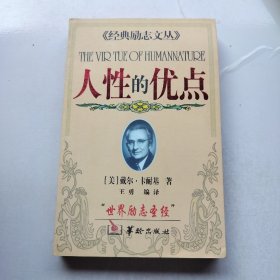 《经典励志文丛》
THE VIR TUE OF HUMANNATURE
人性的优点
[美]戴尔·卡耐基 著
王勇 编译
“世界励志圣经”
华龄出版社